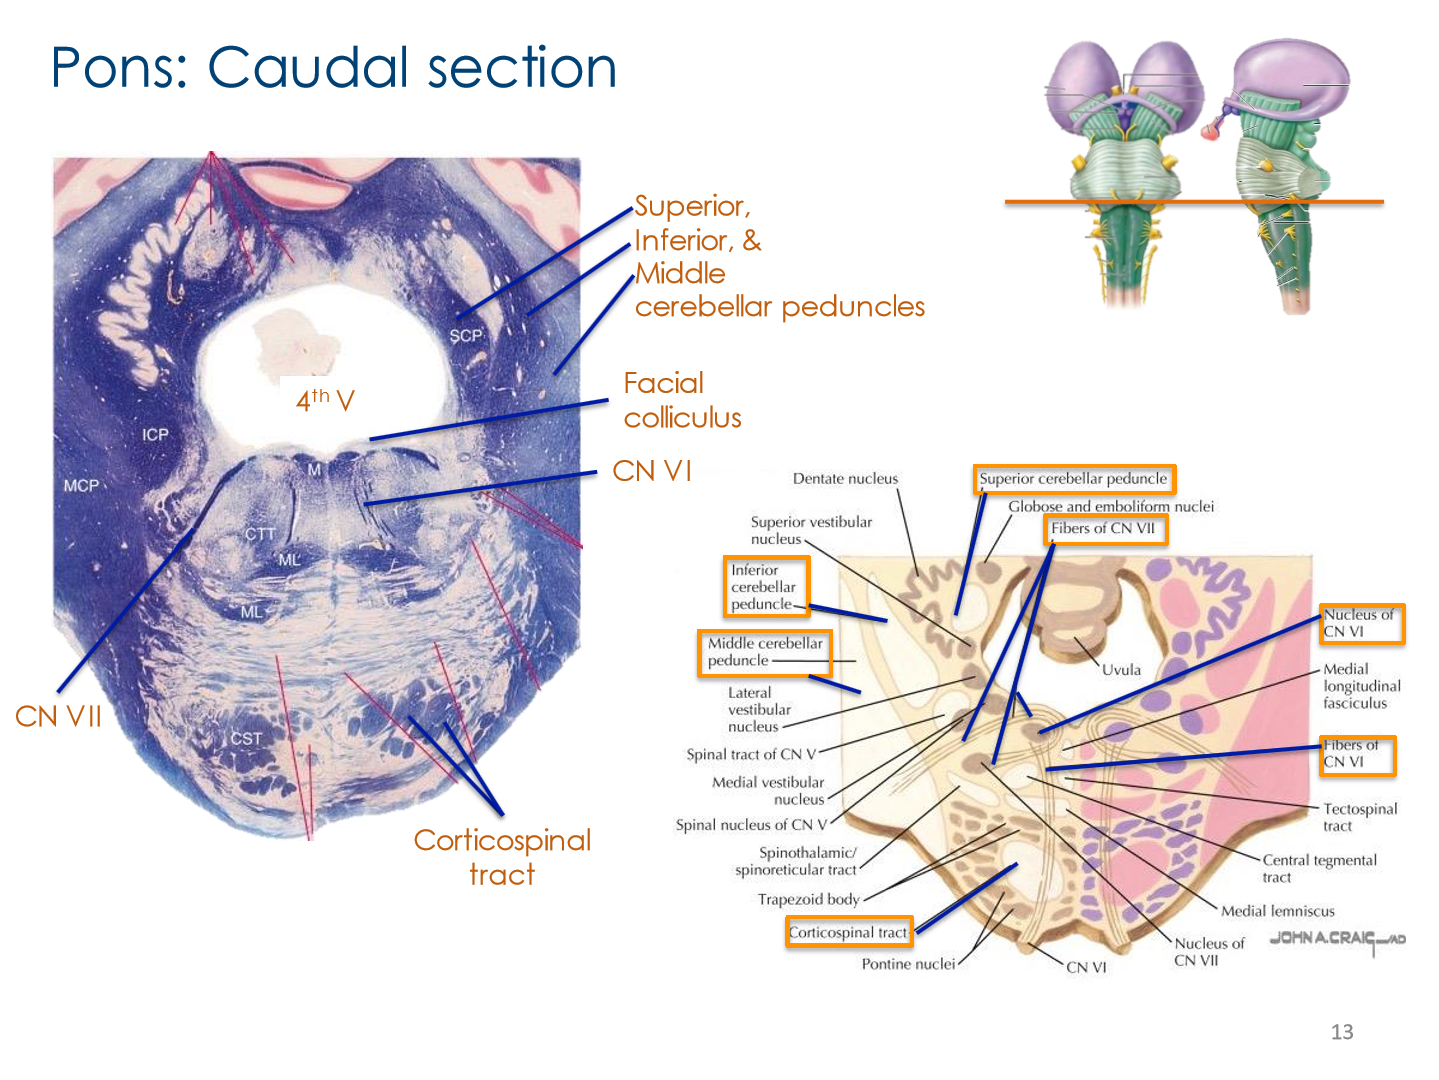 Pons: Caudal section
Superior,
Inferior, &
Middle
cerebellar peduncles
SCP
4th V
Facial
colliculus
ICP
M
CN VI
MCP
CTT
ML
ML
CN VII
CST
Corticospinal
tract
Dentate nucleus
Superior cerebellar peduncle
Globose and emboliform nuclei
Superior vestibular
nucleus
Fibers of CN VII
Inferior
cerebellar
peduncle
Nucleus of
CN VI
Middle cerebellar
peduncle
Uvula
Medial
longitudinal
fasciculus
Lateral
vestibular
nucleus
Spinal tract of CN V
Fibers of
CN VI
Medial vestibular
nucleus
Spinal nucleus of CN V
Tectospinal
tract
Spinothalamic/
spinoreticular tract
Central tegmental
tract
Trapezoid body
Medial lemniscus
Corticospinal tract
JOHN A. CRAIG MD
Nucleus of
CN VII
Pontine nuclei
CN VI
13